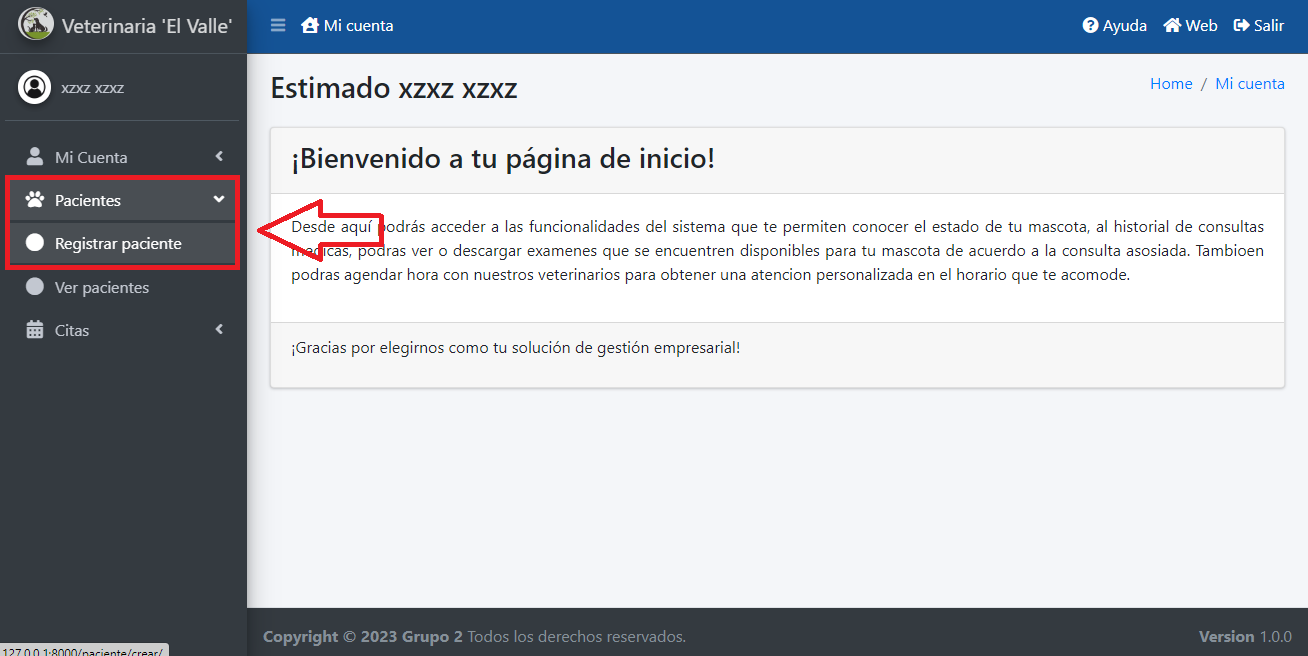 Veterinaria 'El Valle'
Mi cuenta
Ayuda
Web
Salir
xzxz xzxz
Estimado xzxz xzxz
Home / Mi cuenta
Mi Cuenta
Pacientes
Registrar paciente
Ver pacientes
Citas
¡Bienvenido a tu página de inicio!
Desde aquí podrás acceder a las funcionalidades del sistema que te permiten conocer el estado de tu mascota, al historial de consultas
medicas, podras ver o descargar examenes que se encuentren disponibles para tu mascota de acuerdo a la consulta asosiada. Tambioen
podras agendar hora con nuestros veterinarios para obtener una atencion personalizada en el horario que te acomode.
¡Gracias por elegirnos como tu solución de gestión empresarial!
Copyright © 2023 Grupo 2 Todos los derechos reservados.
Version 1.0.0
127.0.0.1:8000/paciente/crear/